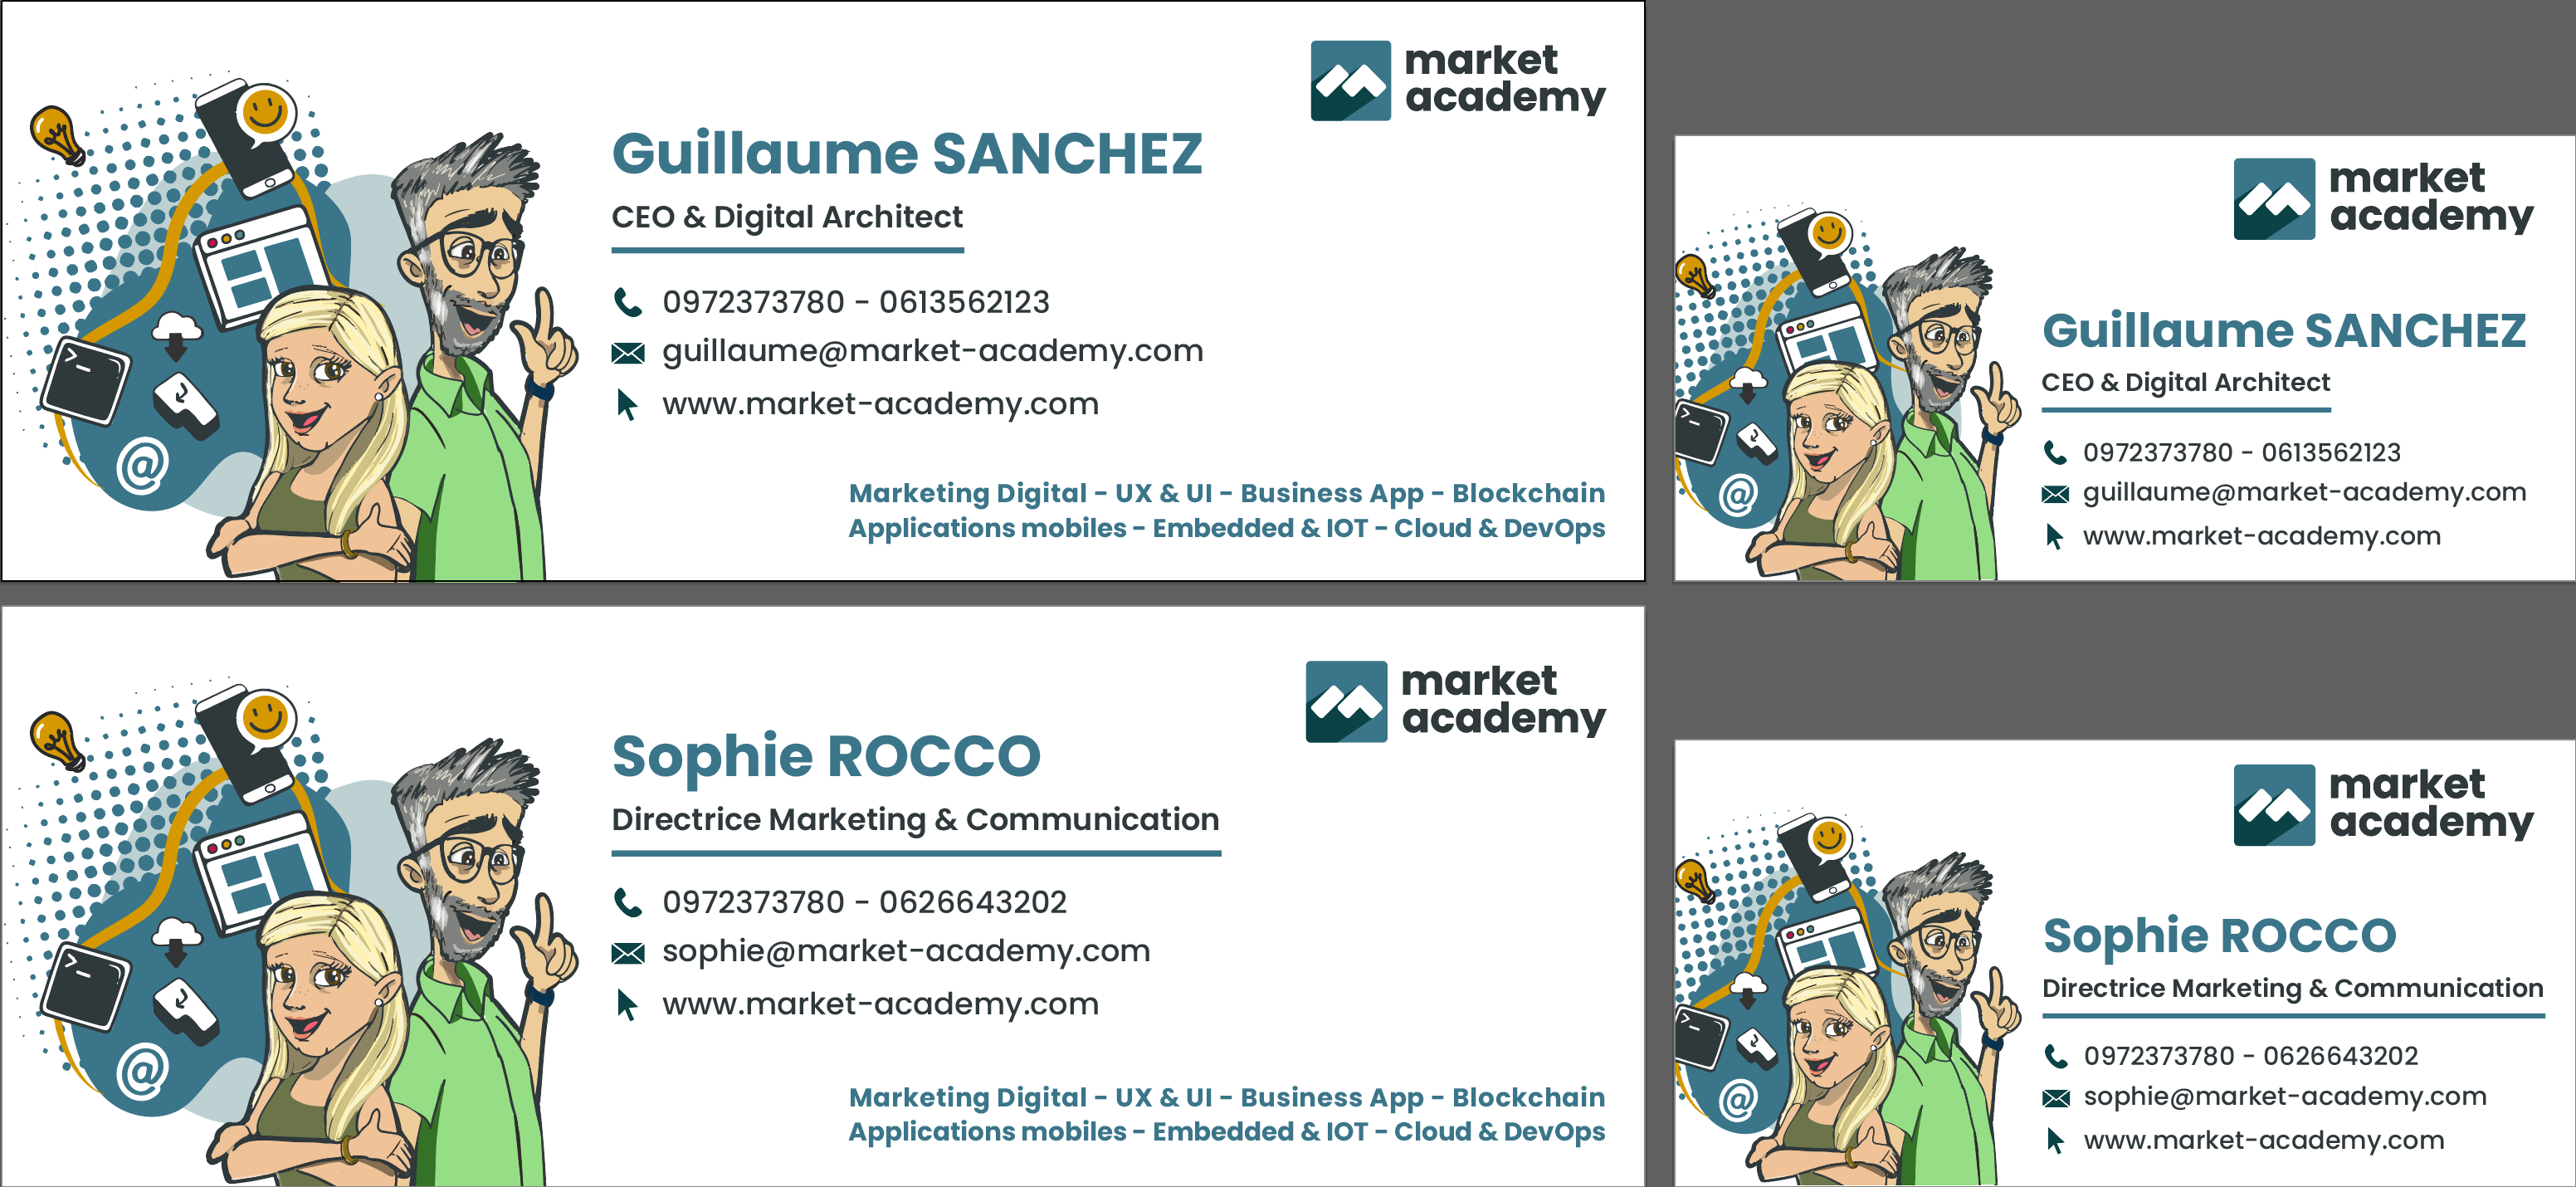 market
academy
Guillaume SANCHEZ
CEO & Digital Architect
0972373780 - 0613562123
guillaume@market-academy.com
www.market-academy.com
@
Marketing Digital - UX & UI - Business App - Blockchain
Applications mobiles - Embedded & IOT - Cloud & DevOps
market
academy
Guillaume SANCHEZ
CEO & Digital Architect
0972373780 - 0613562123
guillaume@market-academy.com
www.market-academy.com
@
market
academy
Sophie ROCCO
Directrice Marketing & Communication
0972373780 - 0626643202
sophie@market-academy.com
www.market-academy.com
@
Marketing Digital - UX & UI - Business App - Blockchain
Applications mobiles - Embedded & IOT - Cloud & DevOps
market
academy
Sophie ROCCO
Directrice Marketing & Communication
0972373780 - 0626643202
sophie@market-academy.com
www.market-academy.com
@